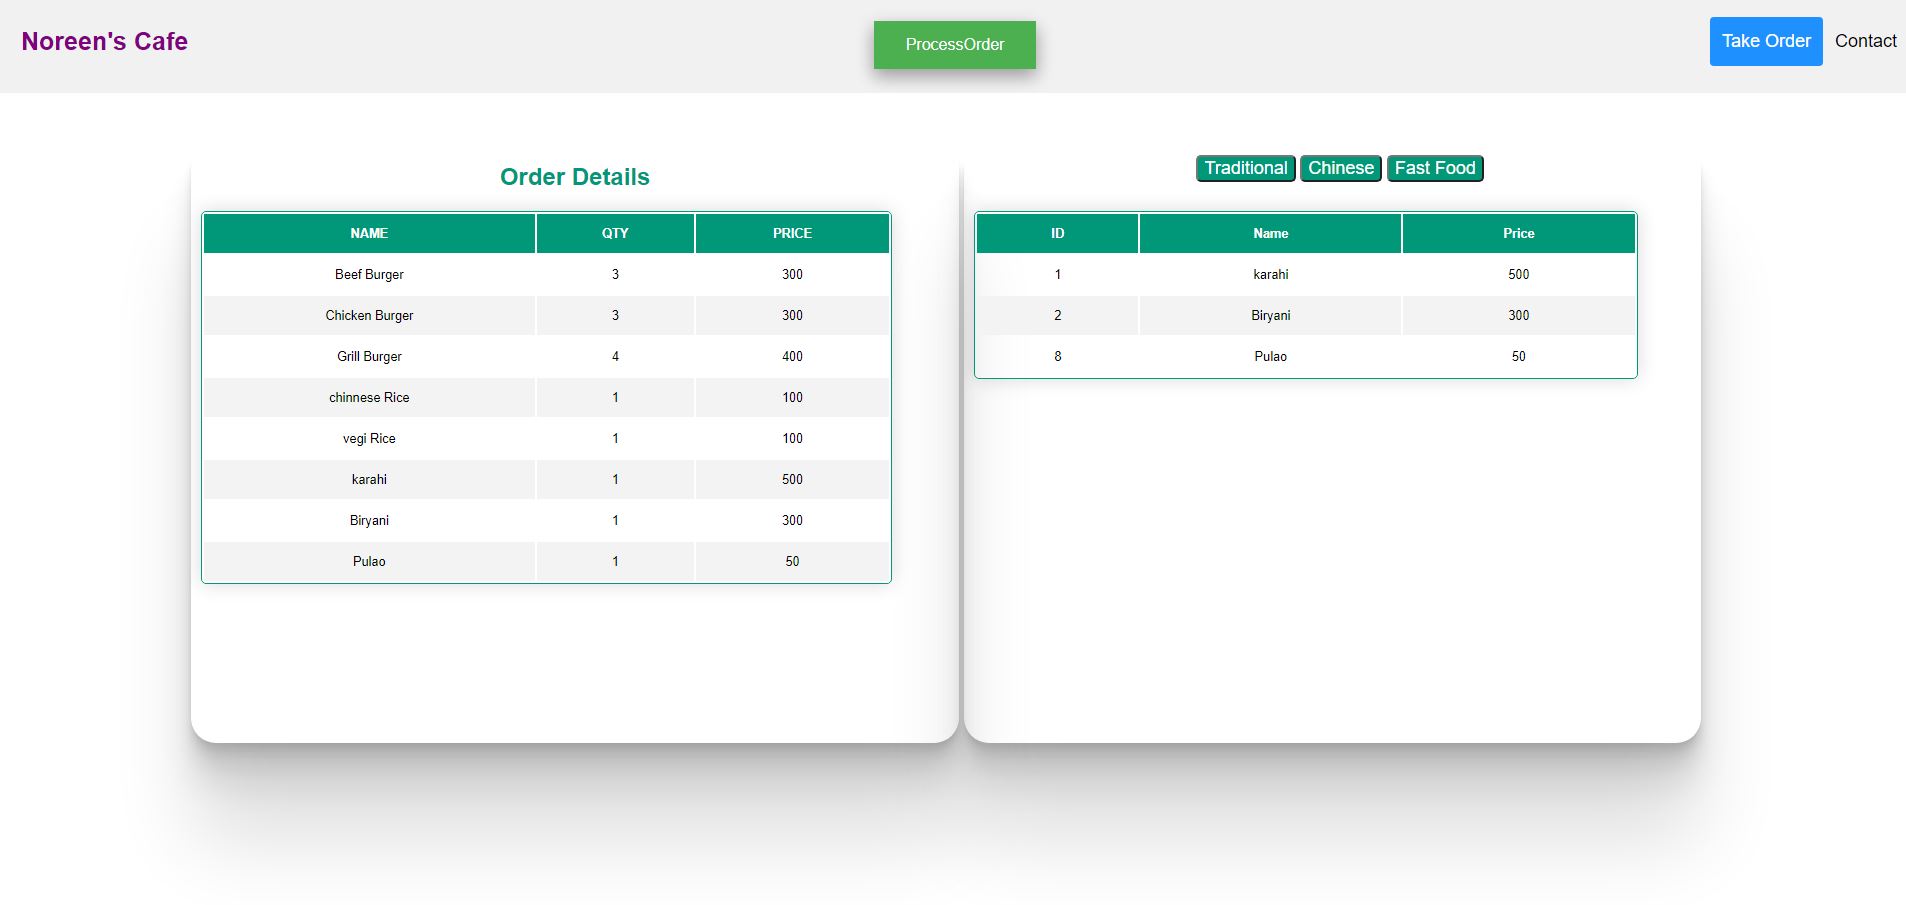 Noreen's Cafe
ProcessOrder
Take Order Contact
Order Details
NAME QTY PRICE
Beef Burger 3 300
Chicken Burger 3 300
Grill Burger 4 400
chinnese Rice 1 100
vegi Rice 1 100
karahi 1 500
Biryani 1 300
Pulao 1 50
Traditional Chinese Fast Food
ID Name Price
1 karahi 500
2 Biryani 300
8 Pulao 50